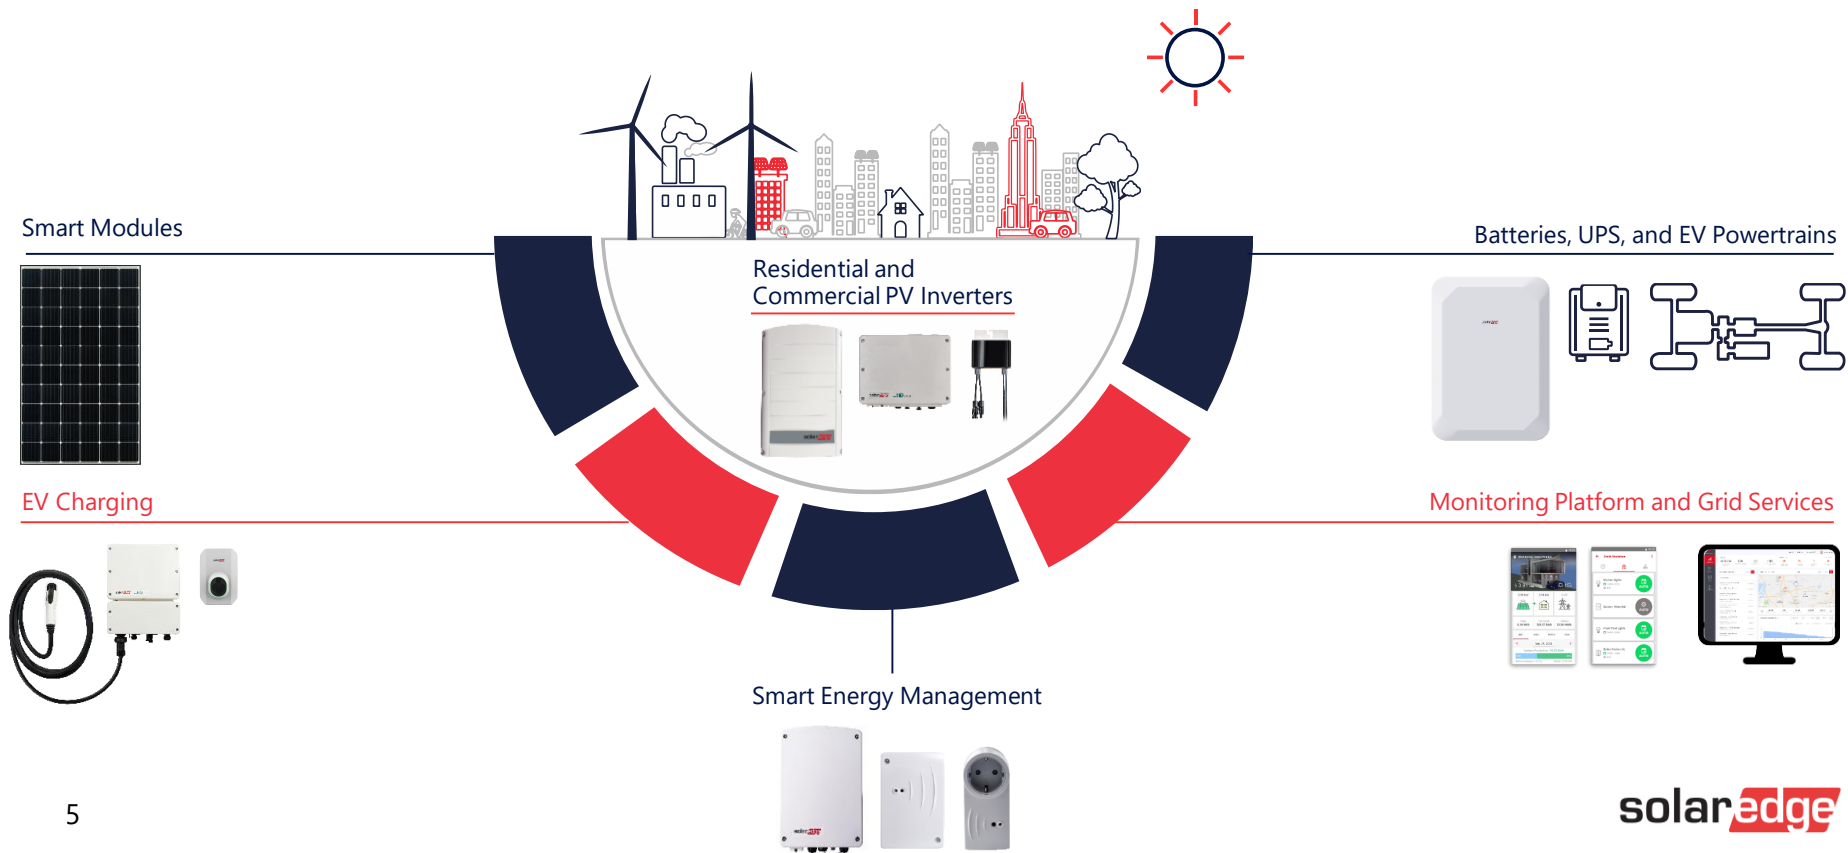 Smart Modules
Batteries, UPS, and EV Powertrains
Residential and
Commercial PV Inverters
EV Charging
Monitoring Platform and Grid Services
Smart Energy Management
5
solaredge